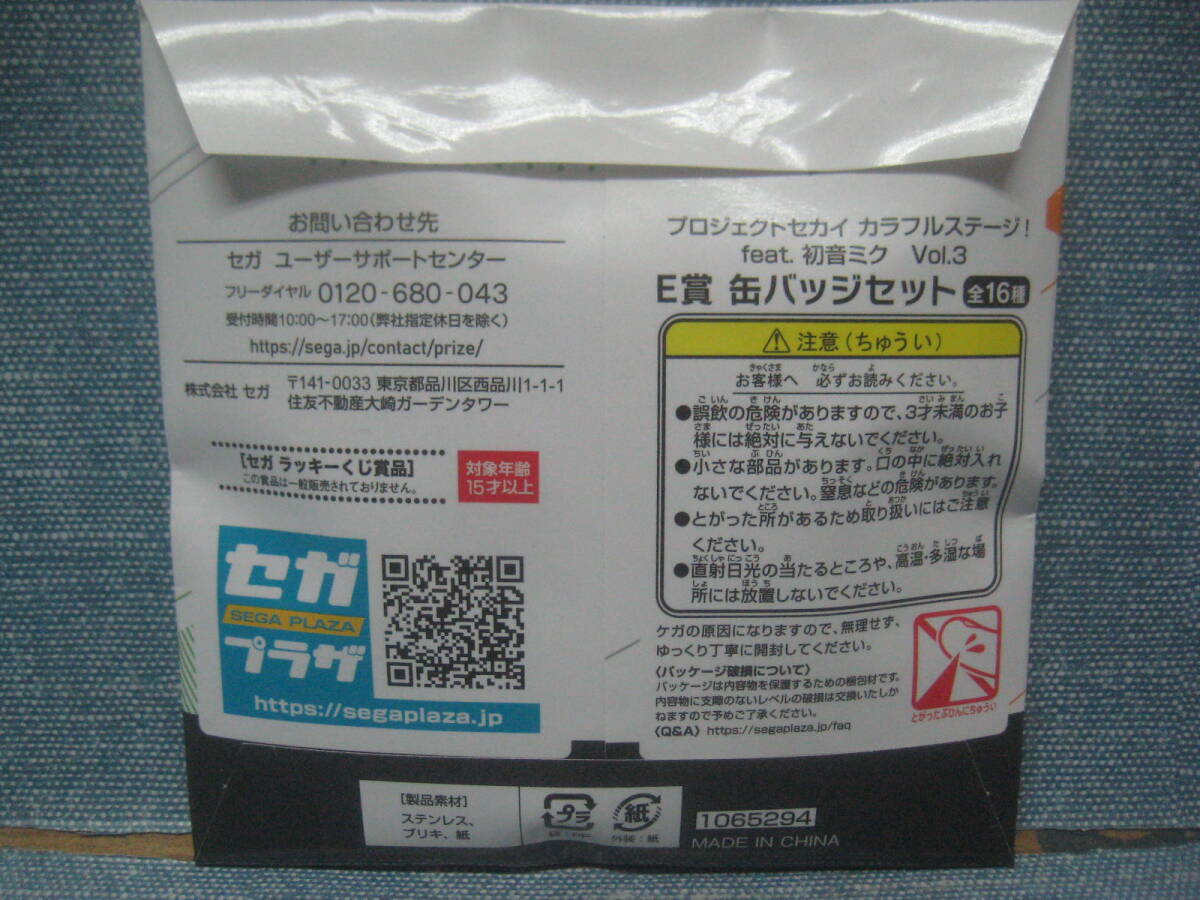 お問い合わせ先
セガ ユーザーサポートセンター
フリーダイヤル 0120-680-043
受付時間10:00〜17:00(弊社指定休日を除く)
https://sega.jp/contact/prize/
株式会社 セガ
〒141-0033 東京都品川区西品川1-1-1
住友不動産大崎ガーデンタワー
[セガ ラッキーくじ賞品]
この賞品は一般販売されておりません。
対象年齢
15才以上
セガ
SEGA PLAZA
プラザ
https://segaplaza.jp
プロジェクトセカイ カラフルステージ!
feat. 初音ミク Vol.3
E賞 缶バッジセット 全16種
注意(ちゅうい)
お客様へ 必ずお読みください。
●誤飲の危険がありますので、3才未満のお子
様には絶対に与えないでください。
●小さな部品があります。口の中に絶対入れ
ないでください。窒息などの危険があります。
●とがった所があるため取り扱いにはご注意
ください。
●直射日光の当たるところや、高温・多湿な場
所には放置しないでください。
ケガの原因になりますので、無理せず、
ゆっくり丁寧に開封してください。
とがったぶひんにちゅうい
〈パッケージ破損について〉
パッケージは内容物を保護するための梱包材です。
内容物に支障のないレベルの破損は交換いたしか
ねますので予めご了承ください。
〈Q&A〉 https://segaplaza.jp/faq
[製品素材]
ステンレス、
ブリキ、紙
プラ
紙
外装:紙
1065294
MADE IN CHINA